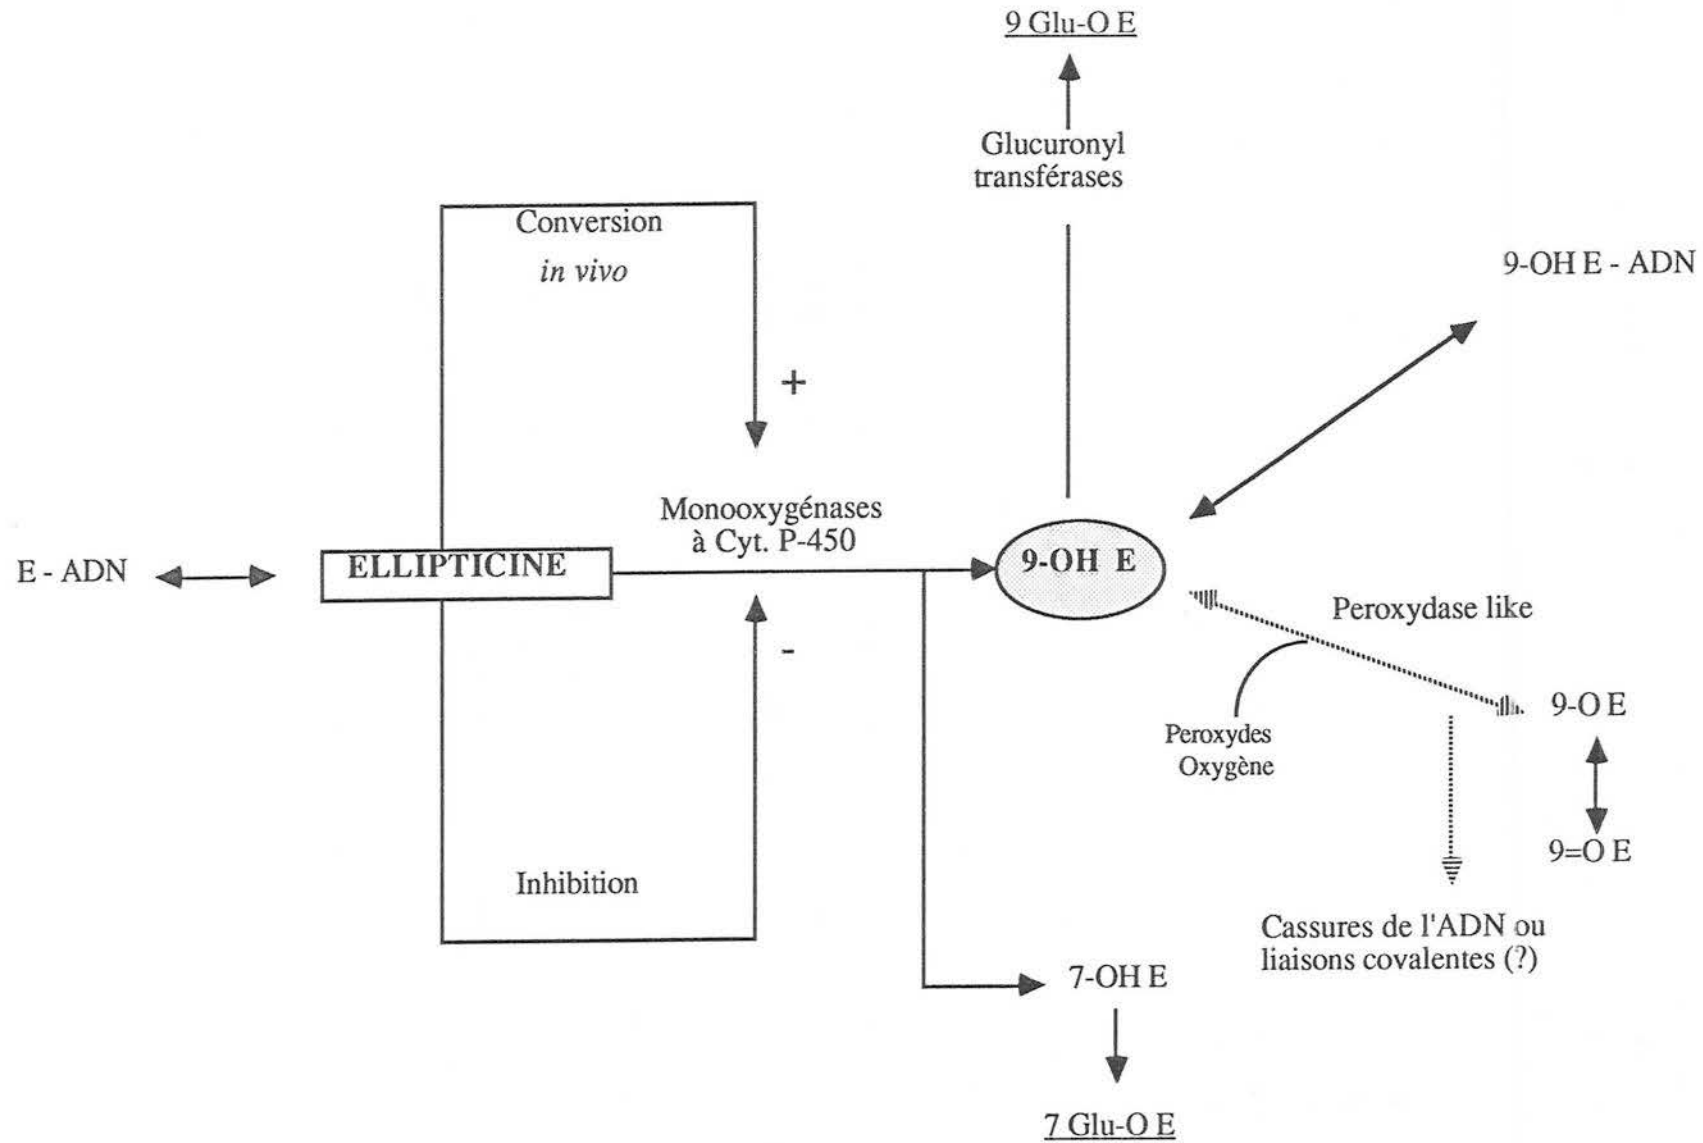 9 Glu-O E
Glucuronyl
transférases
Conversion
in vivo
9-OH E - ADN
+
Monooxygénases
à Cyt. P-450
E - ADN
ELLIPTICINE
9-OH E
Peroxydase like
-
9-O E
Peroxydes
Oxygène
9=O E
Inhibition
Cassures de l'ADN ou
liaisons covalentes (?)
7-OH E
7 Glu-O E